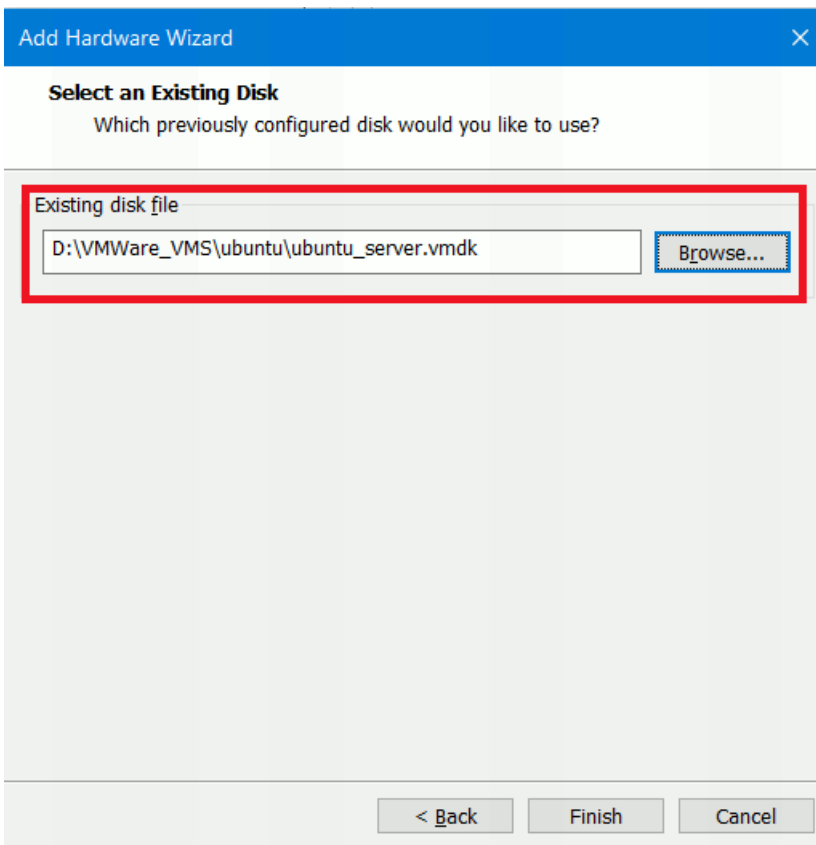 Add Hardware Wizard
Select an Existing Disk
Which previously configured disk would you like to use?
Existing disk file
D:\VMWare_VMS\ubuntu\ubuntu_server.vmdk
Browse...
< Back Finish Cancel